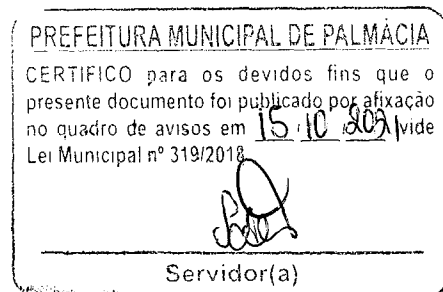 PREFEITURA MUNICIPAL DE PALMÁCIA
CERTIFICO para os devidos fins que o
presente documento foi publicado por afixação
no quadro de avisos em 15/10/2021 vide
Lei Municipal nº 319/2018
Servidor(a)